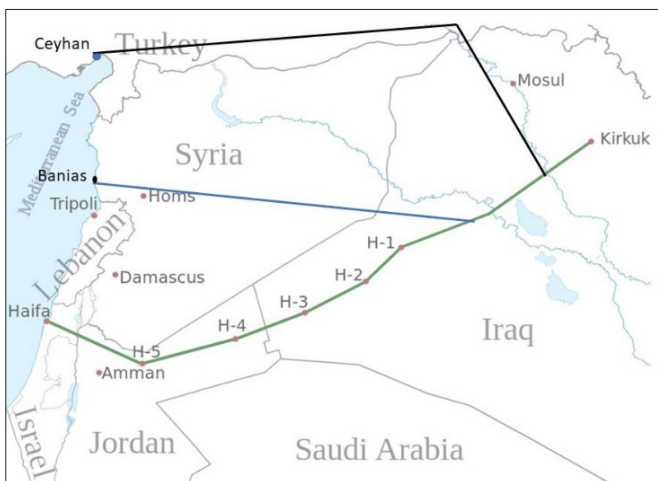 Ceyhan
Turkey
Mosul
Kirkuk
Mediterranean Sea
Syria
Banias
Homs
Tripoli
Lebanon
H-1
Damascus
H-2
Haifa
H-3
H-4
Iraq
H-5
Amman
Israel
Jordan
Saudi Arabia